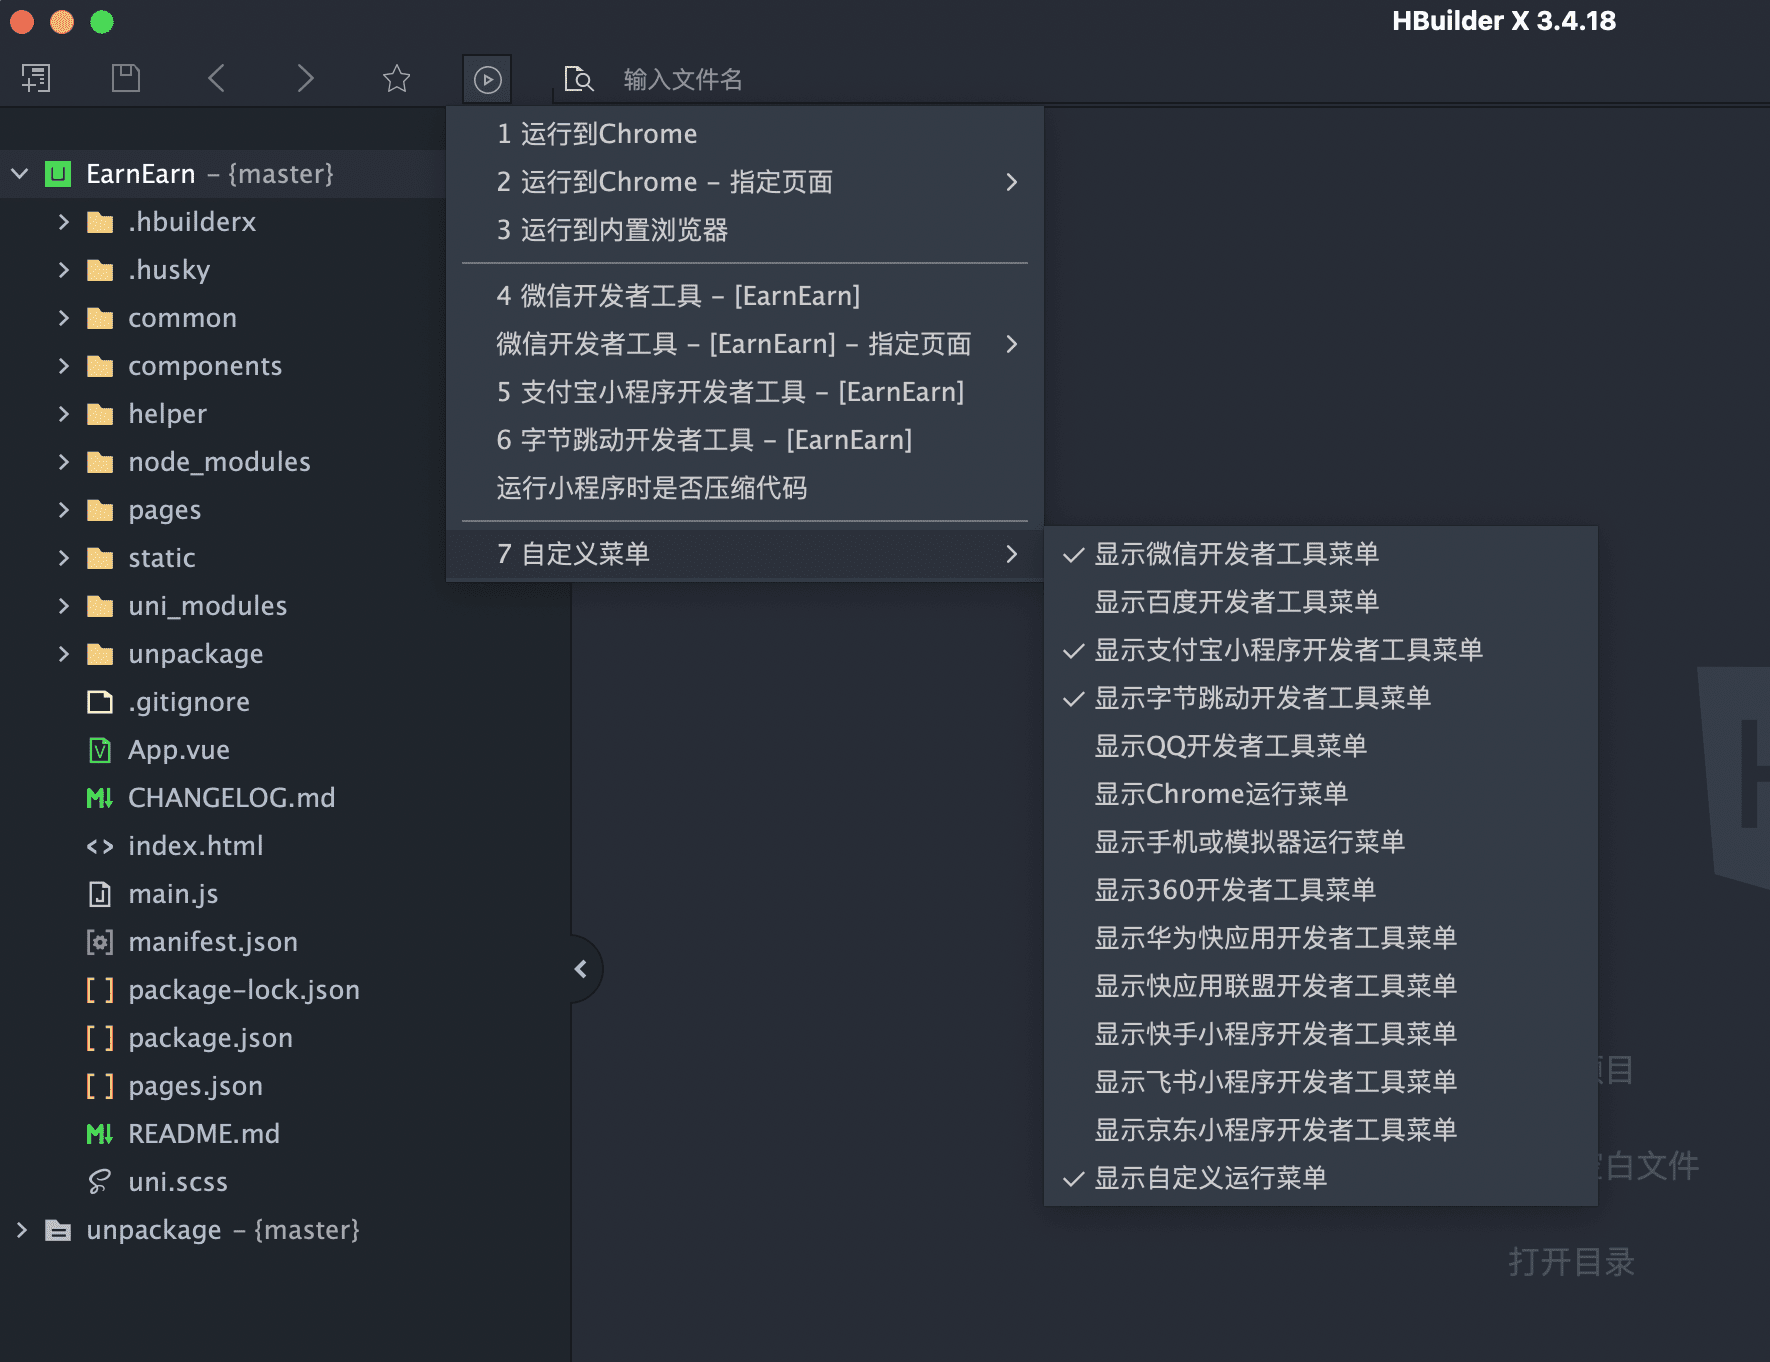 HBuilder X 3.4.18
输入文件名
EarnEarn - {master}
.hbuilderx
.husky
common
components
helper
node_modules
pages
static
uni_modules
unpackage
.gitignore
App.vue
CHANGELOG.md
index.html
main.js
manifest.json
package-lock.json
package.json
pages.json
README.md
uni.scss
unpackage - {master}
1 运行到Chrome
2 运行到Chrome - 指定页面
3 运行到内置浏览器
4 微信开发者工具 - [EarnEarn]
微信开发者工具 - [EarnEarn] - 指定页面
5 支付宝小程序开发者工具 - [EarnEarn]
6 字节跳动开发者工具 - [EarnEarn]
运行小程序时是否压缩代码
7 自定义菜单
显示微信开发者工具菜单
显示百度开发者工具菜单
显示支付宝小程序开发者工具菜单
显示字节跳动开发者工具菜单
显示QQ开发者工具菜单
显示Chrome运行菜单
显示手机或模拟器运行菜单
显示360开发者工具菜单
显示华为快应用开发者工具菜单
显示快应用联盟开发者工具菜单
显示快手小程序开发者工具菜单
显示飞书小程序开发者工具菜单
显示京东小程序开发者工具菜单
显示自定义运行菜单
目
白文件
打开目录